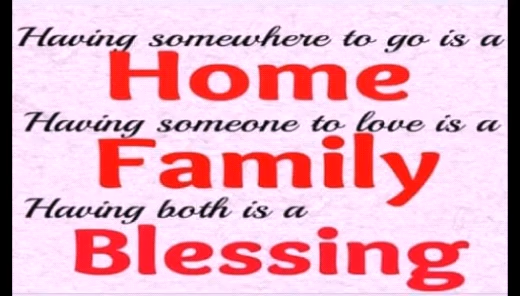 Having somewhere to go is a
Home
Having someone to love is a
Family
Having both is a
Blessing